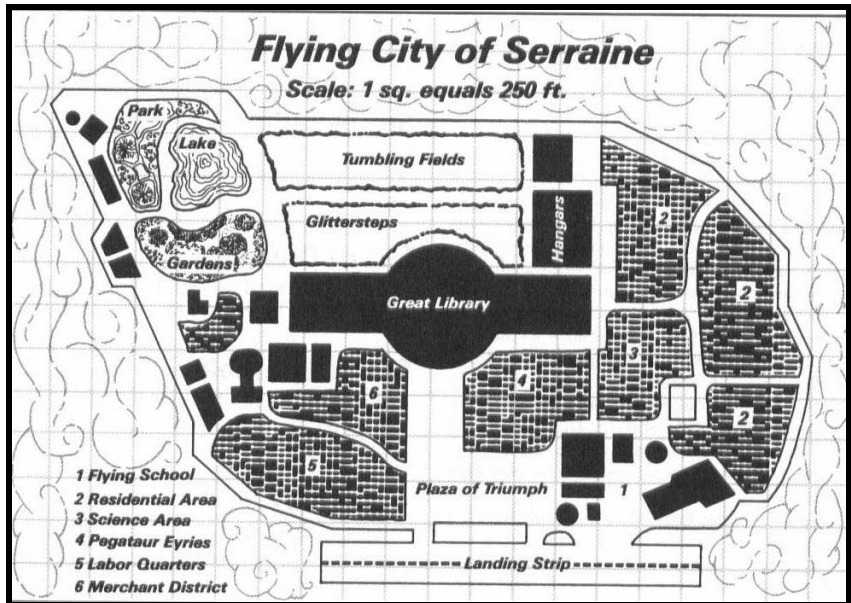 Flying City of Serraine
Scale: 1 sq. equals 250 ft.
Park
Lake
Tumbling Fields
Glittersteps
Hangars
2
Gardens
2
Great Library
3
4
6
2
5
Plaza of Triumph
1
1 Flying School
2 Residential Area
3 Science Area
4 Pegataur Eyries
5 Labor Quarters
6 Merchant District
Landing Strip